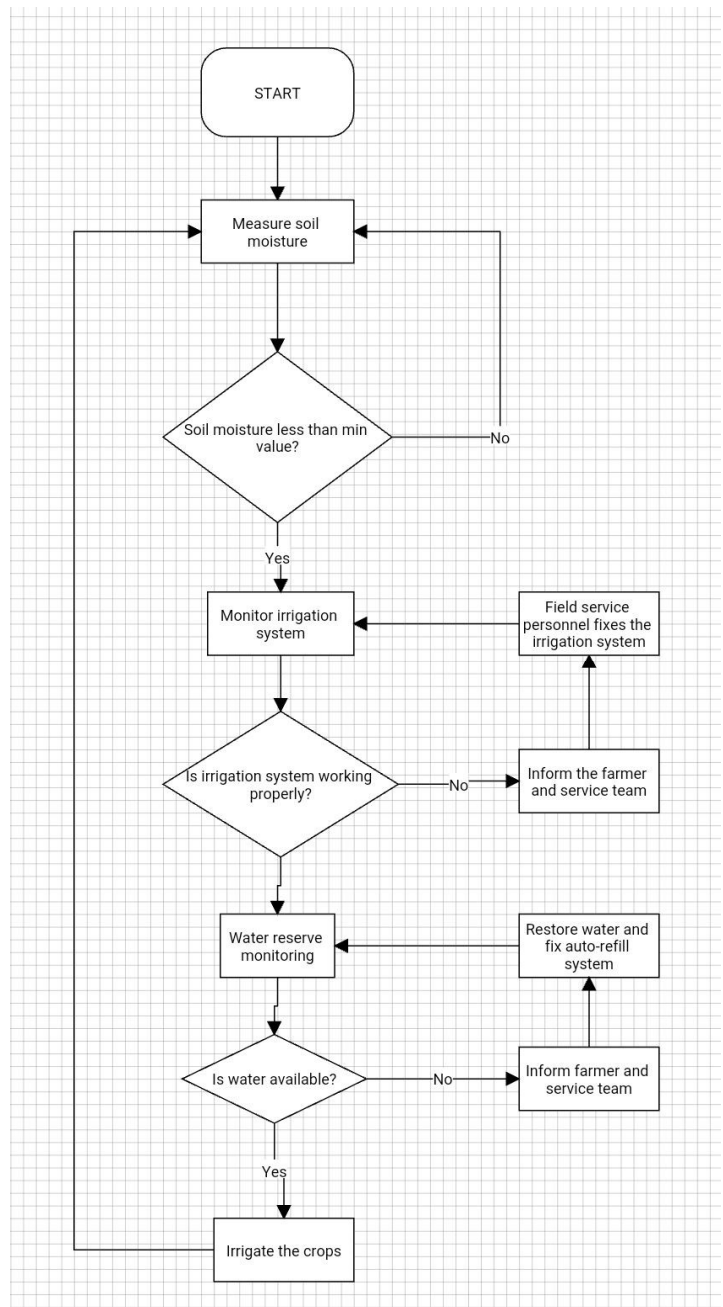 START
Measure soil
moisture
Soil moisture less than min
value?
No
Yes
Monitor irrigation
system
Field service
personnel fixes the
irrigation system
Is irrigation system working
properly?
No
Inform the farmer
and service team
Water reserve
monitoring
Restore water and
fix auto-refill
system
Is water available?
No
Inform farmer and
service team
Yes
Irrigate the crops